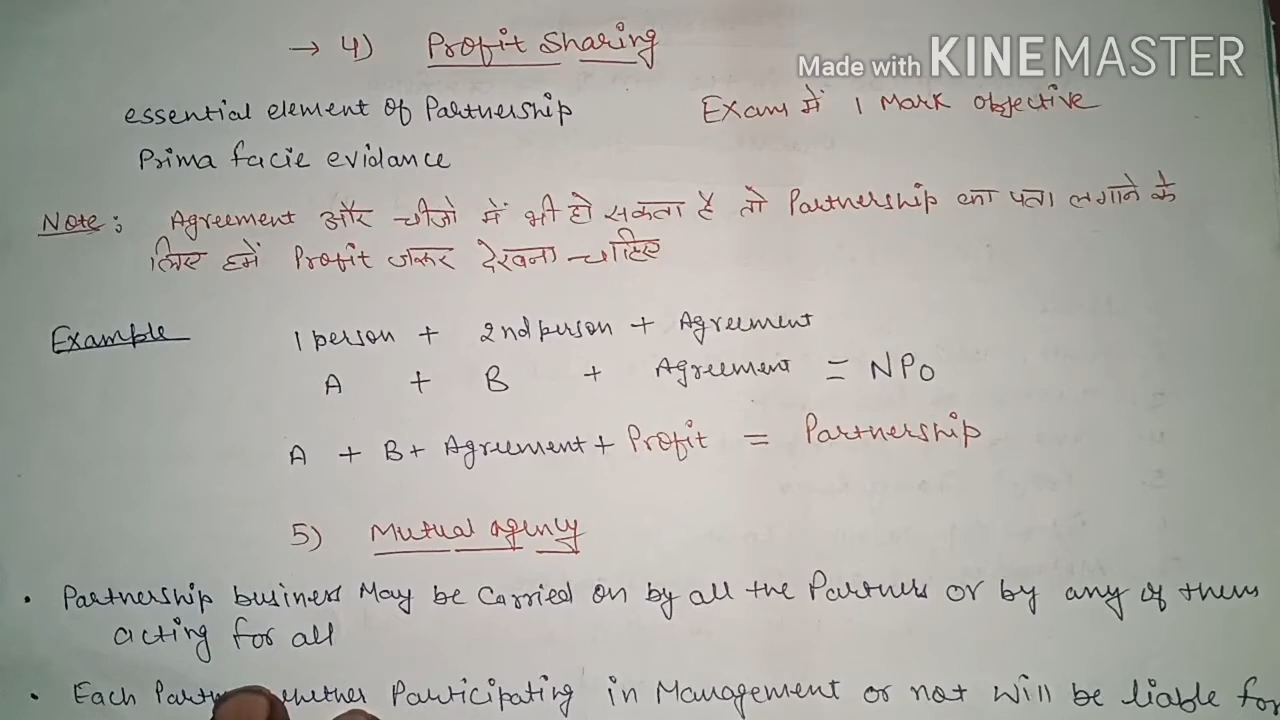 → 4) Profit Sharing
Made with KINEMASTER
essential element of Partnership
Exam में 1 Mark objective
Prima facie evidance
Note: Agreement और चीजो में भी हो सकता है तो Partnership का पता लगाने के
लिए हमें Profit जरूर देखना चाहिए
Example
1 person + 2nd person + Agreement
A + B + Agreement = NPO
A + B + Agreement + Profit = Partnership
5) Mutual agency
• Partnership business May be Carried on by all the Partners or by any of them
acting for all
• Each whether Participating in Management or not will be liable for